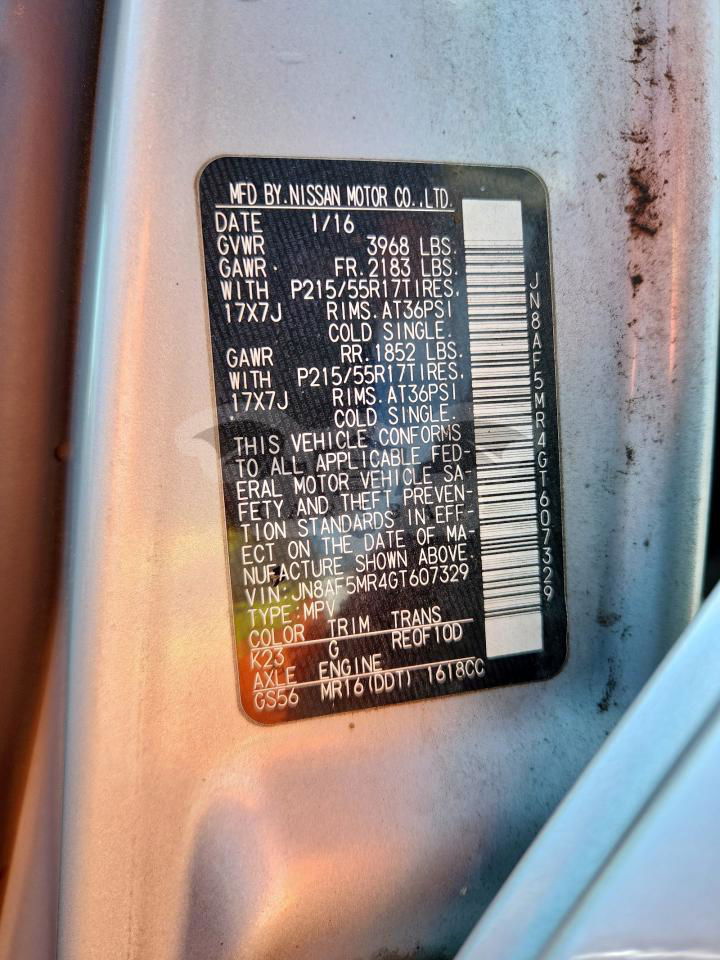 MFD BY.NISSAN MOTOR CO.,LTD.
DATE 1/16
GVWR 3968 LBS.
GAWR FR.2183 LBS.
WITH P215/55R17TIRES.
17X7J RIMS.AT36PSI
COLD SINGLE.
GAWR RR.1852 LBS.
WITH P215/55R17TIRES.
17X7J RIMS.AT36PSI
COLD SINGLE.
THIS VEHICLE CONFORMS
TO ALL APPLICABLE FED-
ERAL MOTOR VEHICLE SA-
FETY AND THEFT PREVEN-
TION STANDARDS IN EFF-
ECT ON THE DATE OF MA-
NUFACTURE SHOWN ABOVE.
VIN:JN8AF5MR4GT607329
TYPE:MPV
COLOR TRIM TRANS
K23 G RE0F10D
AXLE ENGINE
GS56 MR16(DDT) 1618CC
JN8AF5MR4GT607329